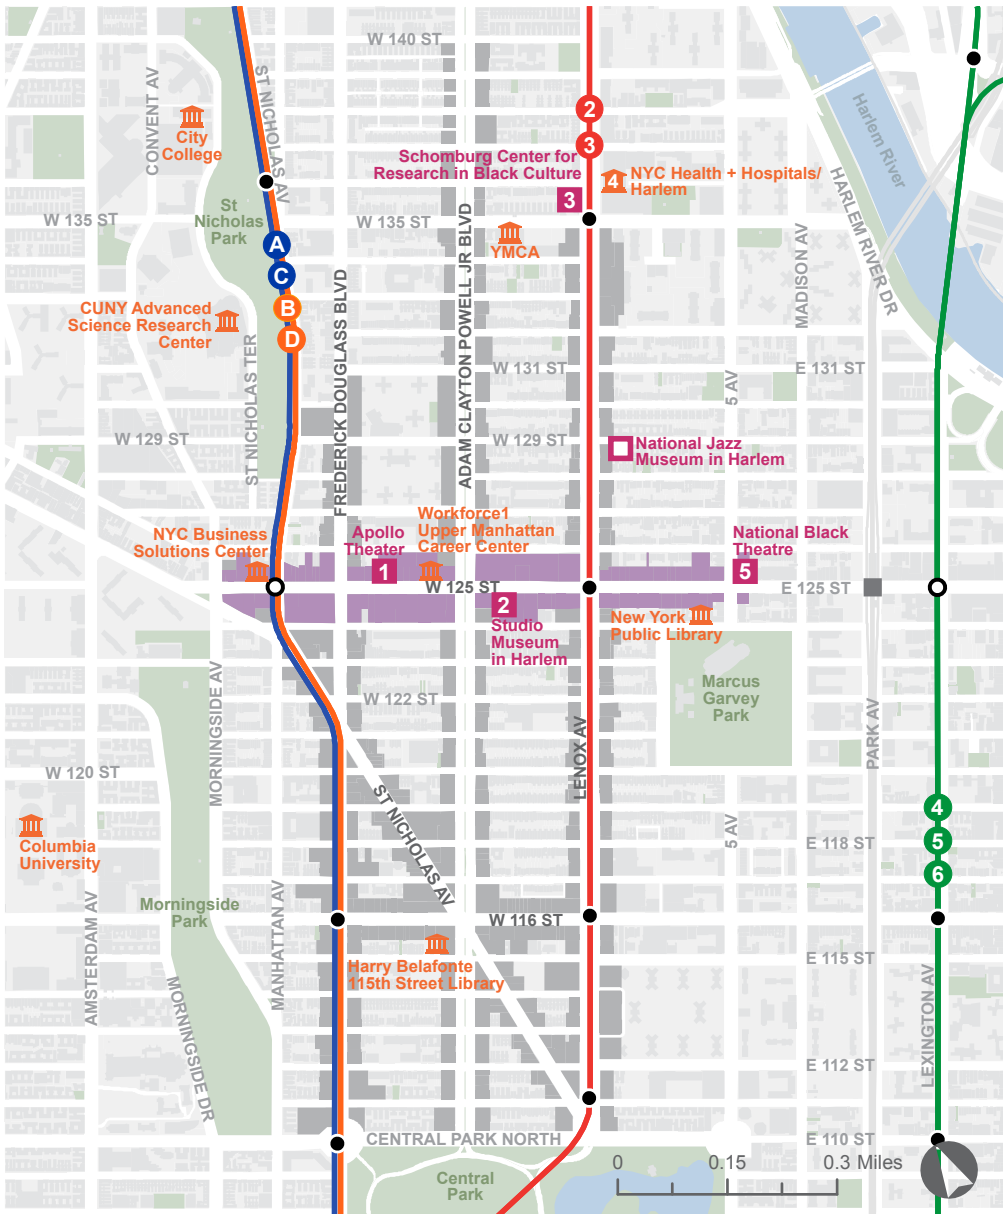 W 140 ST
ST NICHOLAS AV
CONVENT AV
2
City
College
Harlem River
3
Schomburg Center for
Research in Black Culture
4
NYC Health + Hospitals/
Harlem
HARLEM RIVER DR
3
W 135 ST
St
Nicholas
Park
W 135 ST
A
YMCA
ADAM CLAYTON POWELL JR BLVD
MADISON AV
C
FREDERICK DOUGLASS BLVD
CUNY Advanced
Science Research
Center
B
D
ST NICHOLAS TER
W 131 ST
5 AV
E 131 ST
W 129 ST
W 129 ST
National Jazz
Museum in Harlem
NYC Business
Solutions Center
Apollo
Theater
1
Workforce1
Upper Manhattan
Career Center
National Black
Theatre
5
W 125 ST
E 125 ST
2
Studio
Museum
in Harlem
New York
Public Library
MORNINGSIDE AV
W 122 ST
Marcus
Garvey
Park
PARK AV
LENOX AV
W 120 ST
ST NICHOLAS AV
4
5 AV
E 118 ST
5
Columbia
University
6
Morningside
Park
MANHATTAN AV
AMSTERDAM AV
W 116 ST
Harry Belafonte
115th Street Library
E 115 ST
LEXINGTON AV
MORNINGSIDE DR
E 112 ST
CENTRAL PARK NORTH
E 110 ST
Central
Park
0 0.15 0.3 Miles